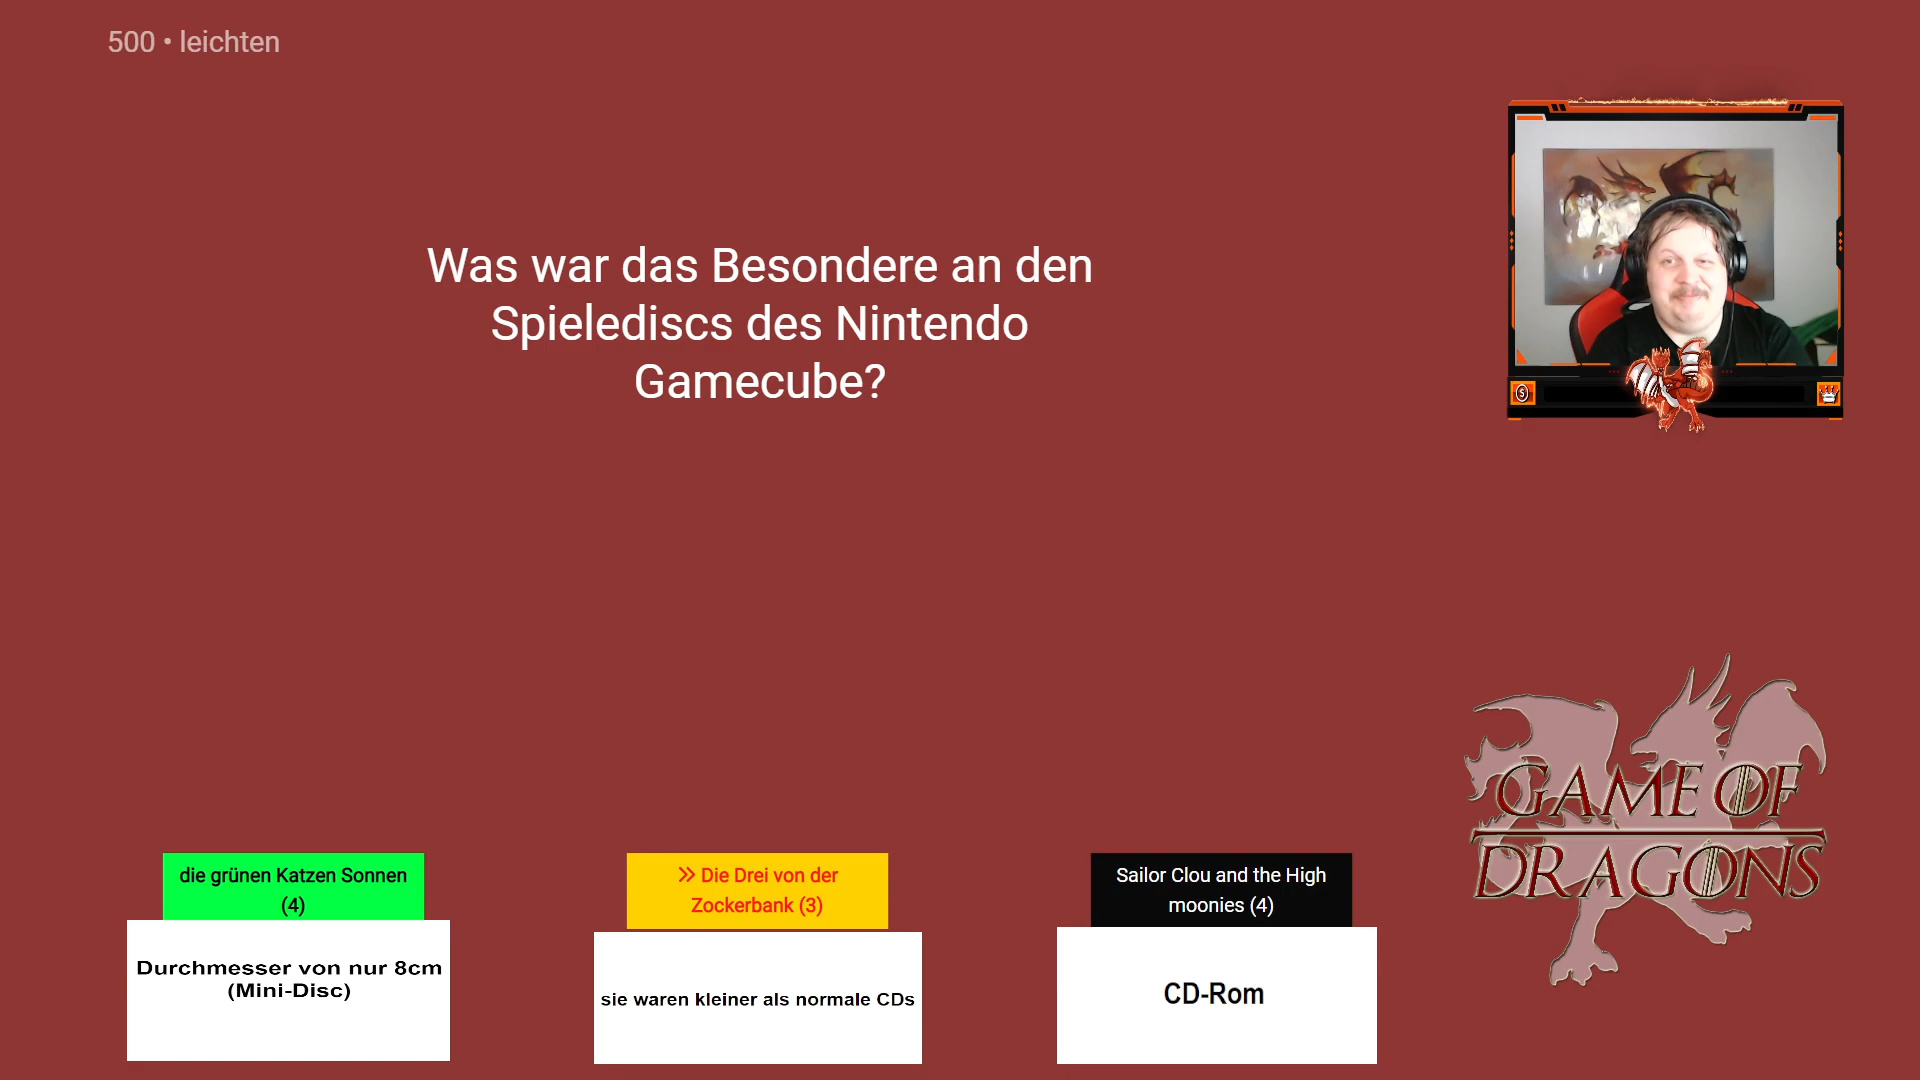 500 • leichten
Was war das Besondere an den
Spielediscs des Nintendo
Gamecube?
GAME OF
DRAGONS
die grünen Katzen Sonnen
(4)
Durchmesser von nur 8cm
(Mini-Disc)
Die Drei von der
Zockerbank (3)
sie waren kleiner als normale CDs
Sailor Clou and the High
moonies (4)
CD-Rom